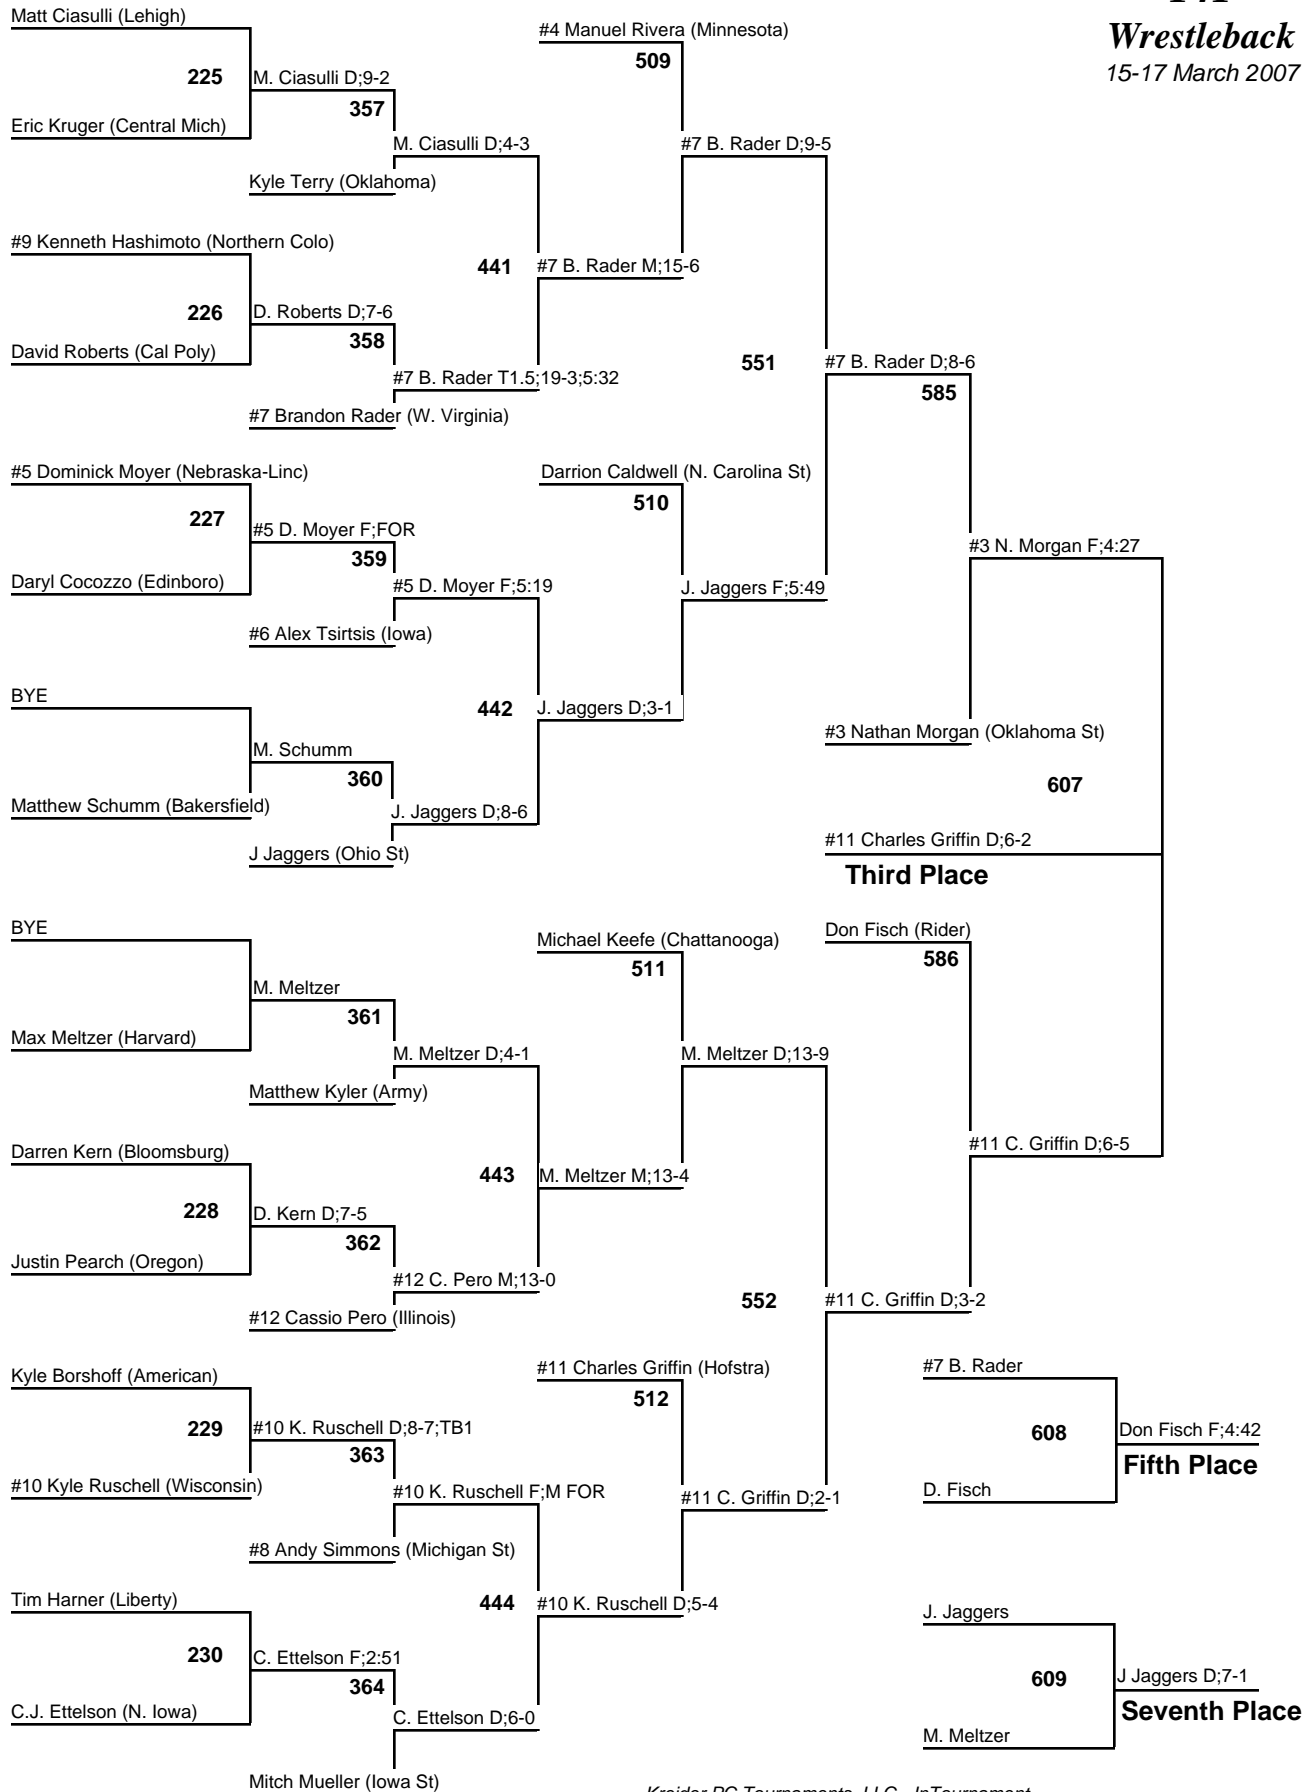 Wrestleback
15-17 March 2007
Matt Ciasulli (Lehigh)
225
Eric Kruger (Central Mich)
M. Ciasulli D;9-2
357
Kyle Terry (Oklahoma)
M. Ciasulli D;4-3
#9 Kenneth Hashimoto (Northern Colo)
226
David Roberts (Cal Poly)
D. Roberts D;7-6
358
#7 Brandon Rader (W. Virginia)
#7 B. Rader T1.5;19-3;5:32
441
#7 B. Rader M;15-6
#4 Manuel Rivera (Minnesota)
509
#7 B. Rader D;9-5
#5 Dominick Moyer (Nebraska-Linc)
227
Daryl Cocozzo (Edinboro)
#5 D. Moyer F;FOR
359
#6 Alex Tsirtsis (Iowa)
#5 D. Moyer F;5:19
BYE
Matthew Schumm (Bakersfield)
M. Schumm
360
J Jaggers (Ohio St)
J. Jaggers D;8-6
442
J. Jaggers D;3-1
Darrion Caldwell (N. Carolina St)
510
J. Jaggers F;5:49
551
#7 B. Rader D;8-6
585
#3 Nathan Morgan (Oklahoma St)
#3 N. Morgan F;4:27
607
#11 Charles Griffin D;6-2
Third Place
BYE
Max Meltzer (Harvard)
M. Meltzer
361
Matthew Kyler (Army)
M. Meltzer D;4-1
Darren Kern (Bloomsburg)
228
Justin Pearch (Oregon)
D. Kern D;7-5
362
#12 Cassio Pero (Illinois)
#12 C. Pero M;13-0
443
M. Meltzer M;13-4
Michael Keefe (Chattanooga)
511
M. Meltzer D;13-9
Kyle Borshoff (American)
229
#10 Kyle Ruschell (Wisconsin)
#10 K. Ruschell D;8-7;TB1
363
#8 Andy Simmons (Michigan St)
#10 K. Ruschell F;M FOR
Tim Harner (Liberty)
230
C.J. Ettelson (N. Iowa)
C. Ettelson F;2:51
364
Mitch Mueller (Iowa St)
C. Ettelson D;6-0
444
#10 K. Ruschell D;5-4
#11 Charles Griffin (Hofstra)
512
#11 C. Griffin D;2-1
552
#11 C. Griffin D;3-2
Don Fisch (Rider)
586
#11 C. Griffin D;6-5
#7 B. Rader
608
D. Fisch
Don Fisch F;4:42
Fifth Place
J. Jaggers
609
M. Meltzer
J Jaggers D;7-1
Seventh Place